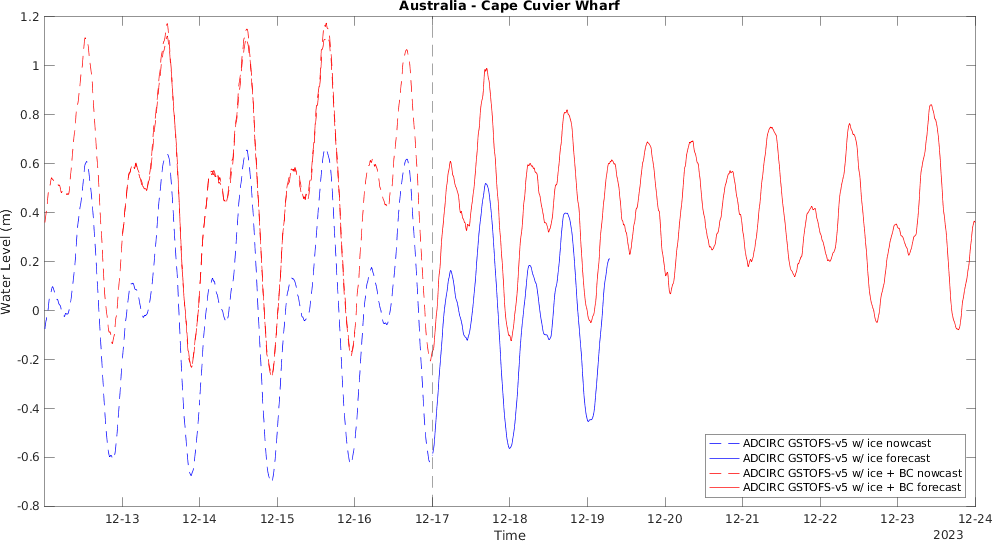 Australia - Cape Cuvier Wharf
1.2
1
0.8
0.6
0.4
0.2
0
-0.2
-0.4
-0.6
-0.8
Water Level (m)
ADCIRC GSTOFS-v5 w/ ice nowcast
ADCIRC GSTOFS-v5 w/ ice forecast
ADCIRC GSTOFS-v5 w/ ice + BC nowcast
ADCIRC GSTOFS-v5 w/ ice + BC forecast
12-13 12-14 12-15 12-16 12-17 12-18 12-19 12-20 12-21 12-22 12-23 12-24
Time
2023